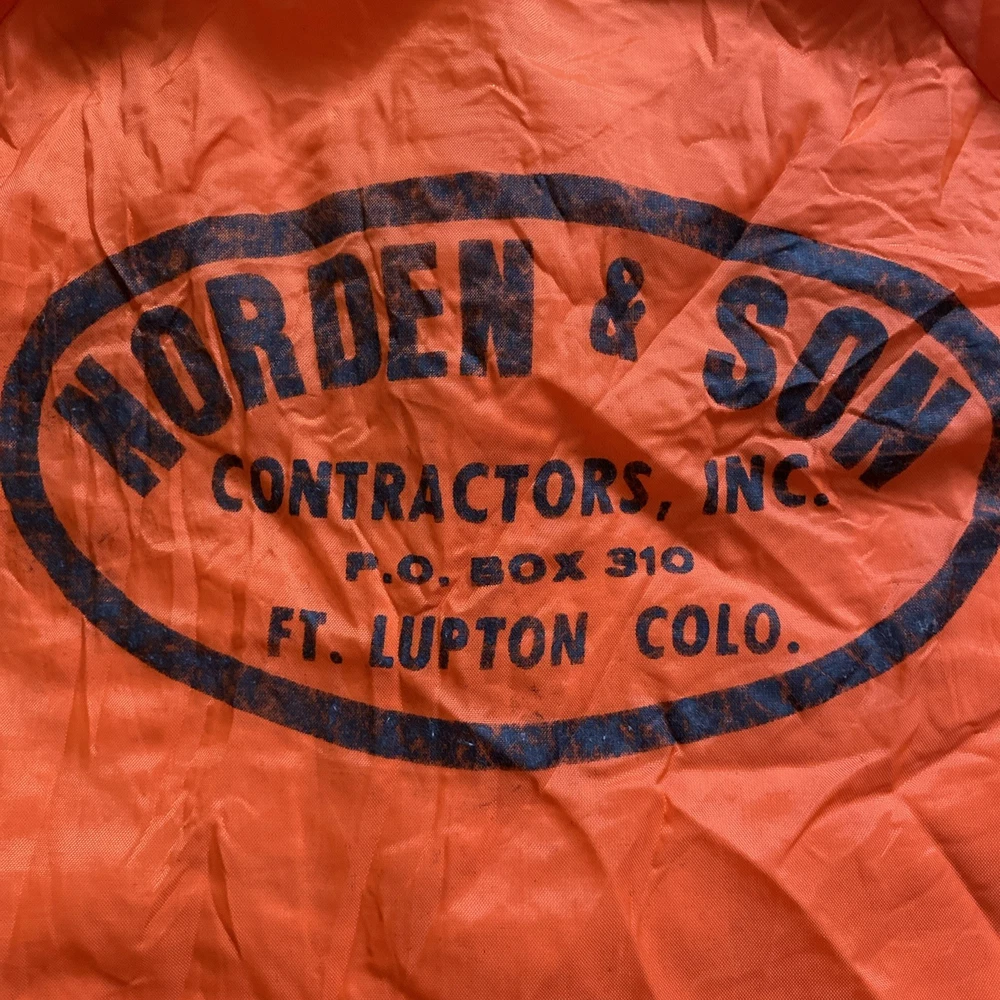 NORDEN & SON
CONTRACTORS, INC.
P.O. BOX 310
FT. LUPTON COLO.